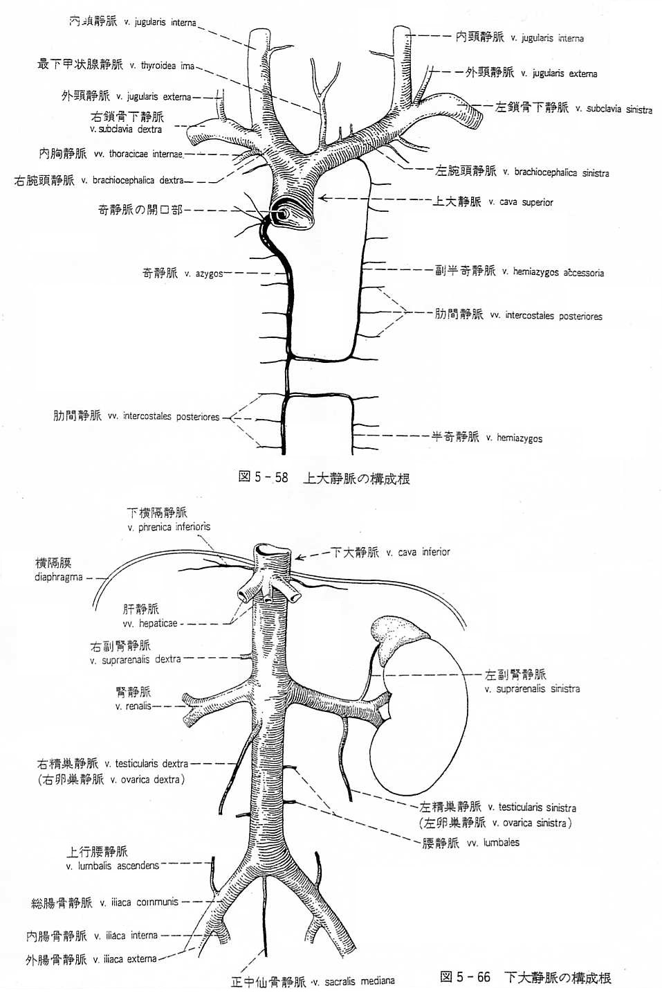 内頚静脈 v. jugularis interna
内頸静脈 v. jugularis interna
最下甲状腺静脈 v. thyroidea ima
外頸静脈 v. jugularis externa
外頸静脈 v. jugularis externa
左鎖骨下静脈 v. subclavia sinistra
右鎖骨下静脈
v. subclavia dextra
内胸静脈 vv. thoracicae internae
左腕頭静脈 v. brachiocephalica sinistra
右腕頭静脈 v. brachiocephalica dextra
上大静脈 v. cava superior
奇静脈の開口部
奇静脈 v. azygos
副半奇静脈 v. hemiazygos accessoria
肋間静脈 vv. intercostales posteriores
肋間静脈 vv. intercostales posteriores
半奇静脈 v. hemiazygos
図5-58 上大静脈の構成根
下横隔静脈
v. phrenica inferioris
下大静脈 v. cava inferior
横隔膜
diaphragma
肝静脈
vv. hepaticae
右副腎静脈
v. suprarenalis dextra
左副腎静脈
v. suprarenalis sinistra
腎静脈
v. renalis
右精巣静脈 v. testicularis dextra
(右卵巣静脈 v. ovarica dextra)
左精巣静脈 v. testicularis sinistra
(左卵巣静脈 v. ovarica sinistra)
腰静脈 vv. lumbales
上行腰静脈
v. lumbalis ascendens
総腸骨静脈 v. iliaca communis
内腸骨静脈 v. iliaca interna
外腸骨静脈 v. iliaca externa
正中仙骨静脈 v. sacralis mediana
図5-66 下大静脈の構成根